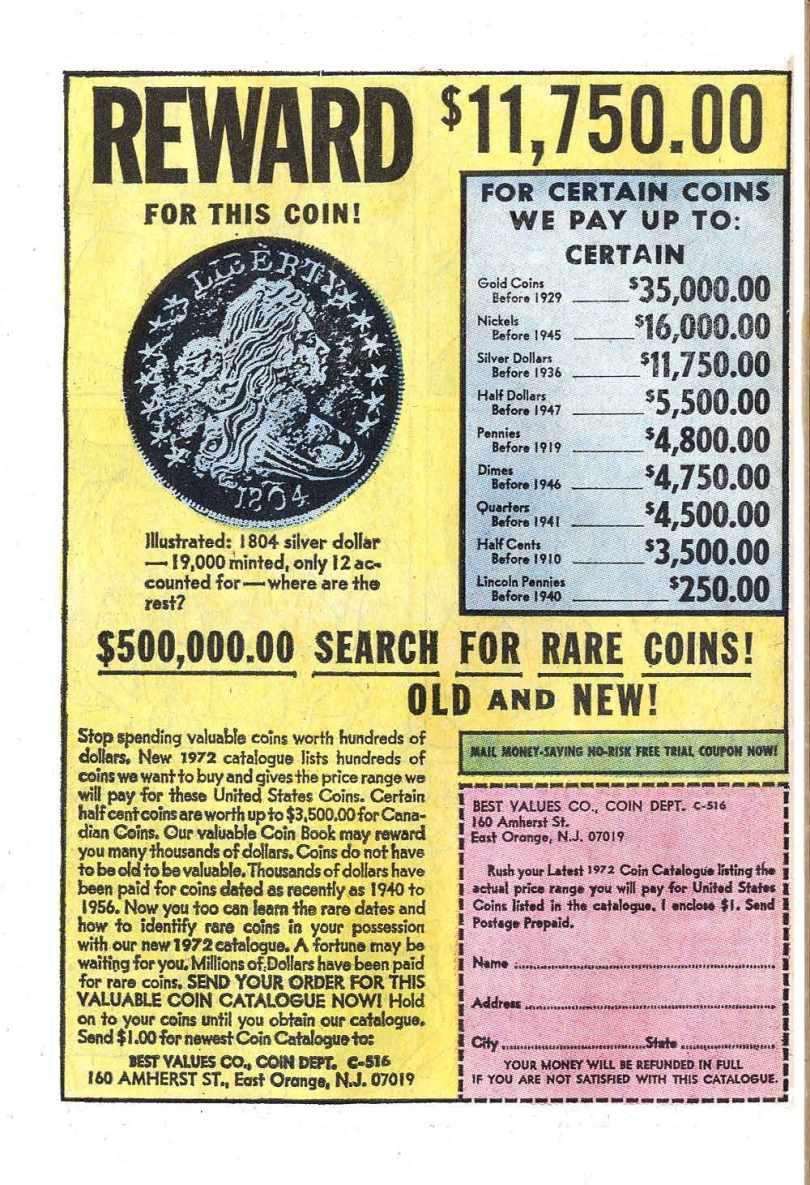 REWARD $11,750.00
FOR THIS COIN!
LIBERTY
1804
Illustrated: 1804 silver dollar
— 19,000 minted, only 12 ac-
counted for — where are the
rest?
FOR CERTAIN COINS
WE PAY UP TO:
CERTAIN
Gold Coins
Before 1929 $35,000.00
Nickels
Before 1945 $16,000.00
Silver Dollars
Before 1936 $11,750.00
Half Dollars
Before 1947 $5,500.00
Pennies
Before 1919 $4,800.00
Dimes
Before 1946 $4,750.00
Quarters
Before 1941 $4,500.00
Half Cents
Before 1910 $3,500.00
Lincoln Pennies
Before 1940 $250.00
$500,000.00 SEARCH FOR RARE COINS!
OLD AND NEW!
Stop spending valuable coins worth hundreds of
dollars. New 1972 catalogue lists hundreds of
coins we want to buy and gives the price range we
will pay for these United States Coins. Certain
half cent coins are worth up to $3,500.00 for Cana-
dian Coins. Our valuable Coin Book may reward
you many thousands of dollars. Coins do not have
to be old to be valuable. Thousands of dollars have
been paid for coins dated as recently as 1940 to
1956. Now you too can learn the rare dates and
how to identify rare coins in your possession
with our new 1972 catalogue. A fortune may be
waiting for you. Millions of Dollars have been paid
for rare coins. SEND YOUR ORDER FOR THIS
VALUABLE COIN CATALOGUE NOW! Hold
on to your coins until you obtain our catalogue.
Send $1.00 for newest Coin Catalogue to:
BEST VALUES CO., COIN DEPT. C-516
160 AMHERST ST., East Orange, N.J. 07019
MAIL MONEY-SAVING NO-RISK FREE TRIAL COUPON NOW!
BEST VALUES CO., COIN DEPT. C-516
160 Amherst St.
East Orange, N.J. 07019
Rush your Latest 1972 Coin Catalogue listing the
actual price range you will pay for United States
Coins listed in the catalogue. I enclose $1. Send
Postage Prepaid.
Name
Address
City State
YOUR MONEY WILL BE REFUNDED IN FULL
IF YOU ARE NOT SATISFIED WITH THIS CATALOGUE.